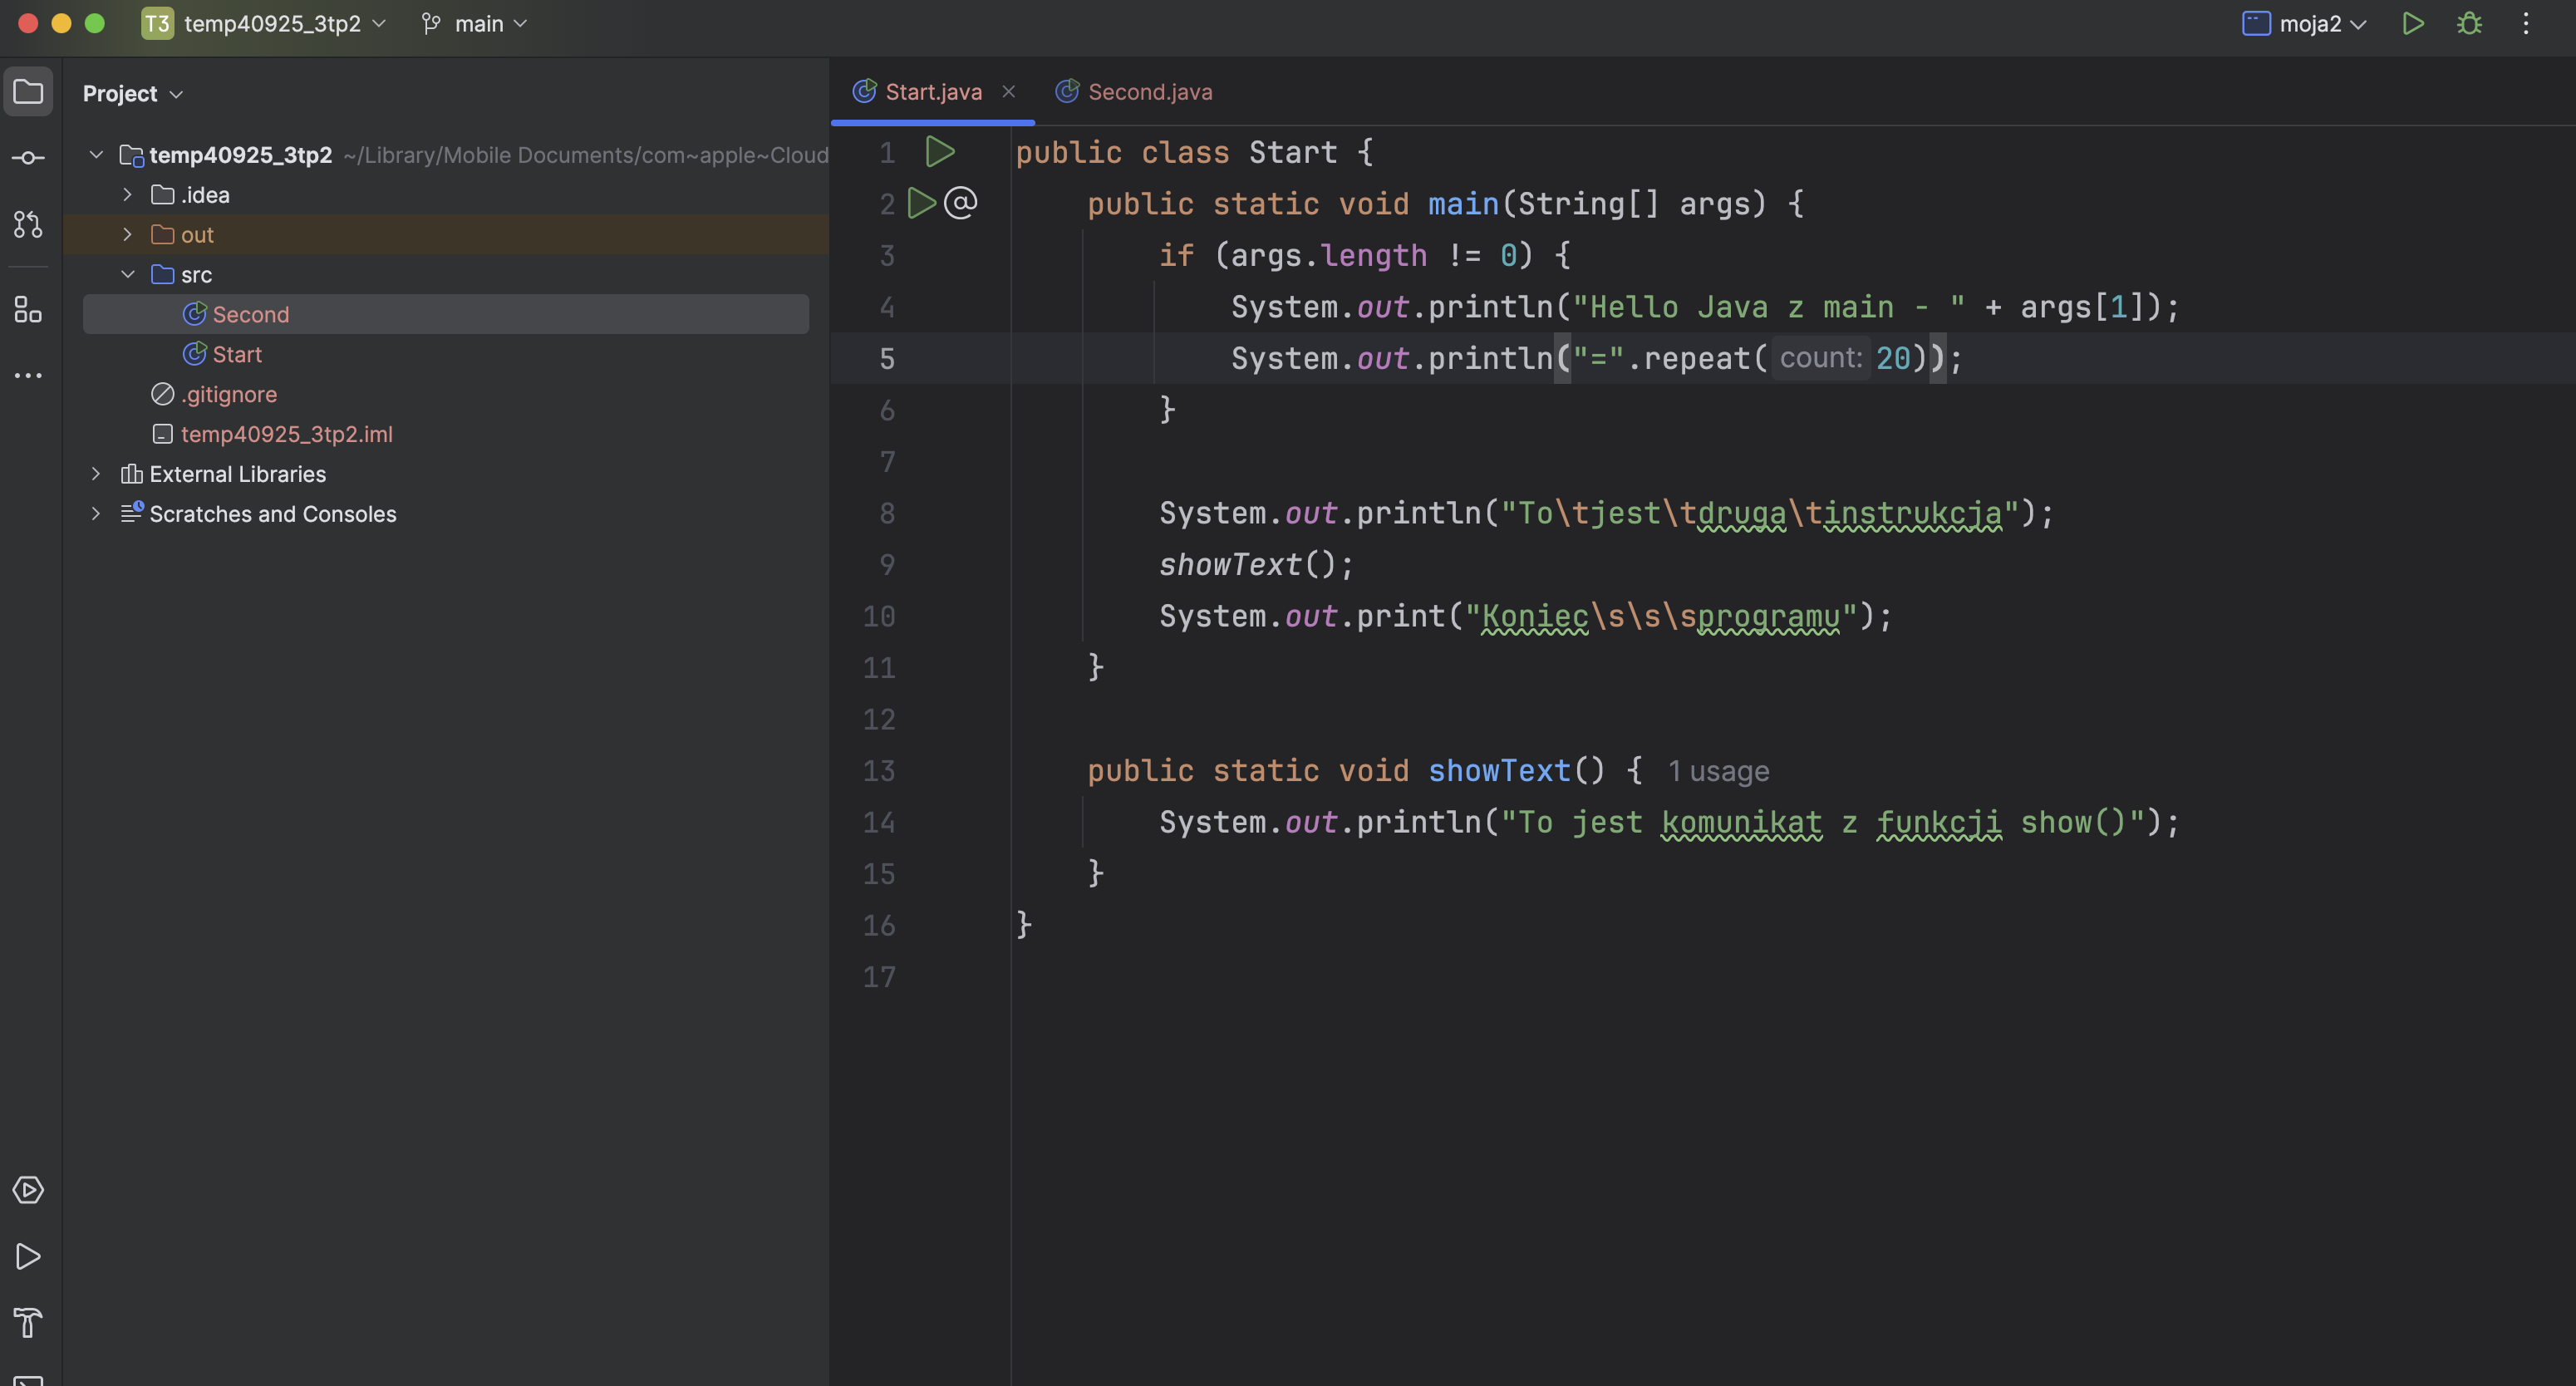 T3 temp40925_3tp2 main moja2
Project
Start.java Second.java
temp40925_3tp2 ~/Library/Mobile Documents/com~apple~Cloud
.idea
out
src
Second
Start
.gitignore
temp40925_3tp2.iml
External Libraries
Scratches and Consoles
1 public class Start {
2 @ public static void main(String[] args) {
3 if (args.length != 0) {
4 System.out.println("Hello Java z main - " + args[1]);
5 System.out.println("=".repeat( count: 20));
6 }
7
8 System.out.println("To\tjest\tdruga\tinstrukcja");
9 showText();
10 System.out.print("Koniec\s\s\sprogramu");
11 }
12
13 public static void showText() { 1 usage
14 System.out.println("To jest komunikat z funkcji show()");
15 }
16 }
17